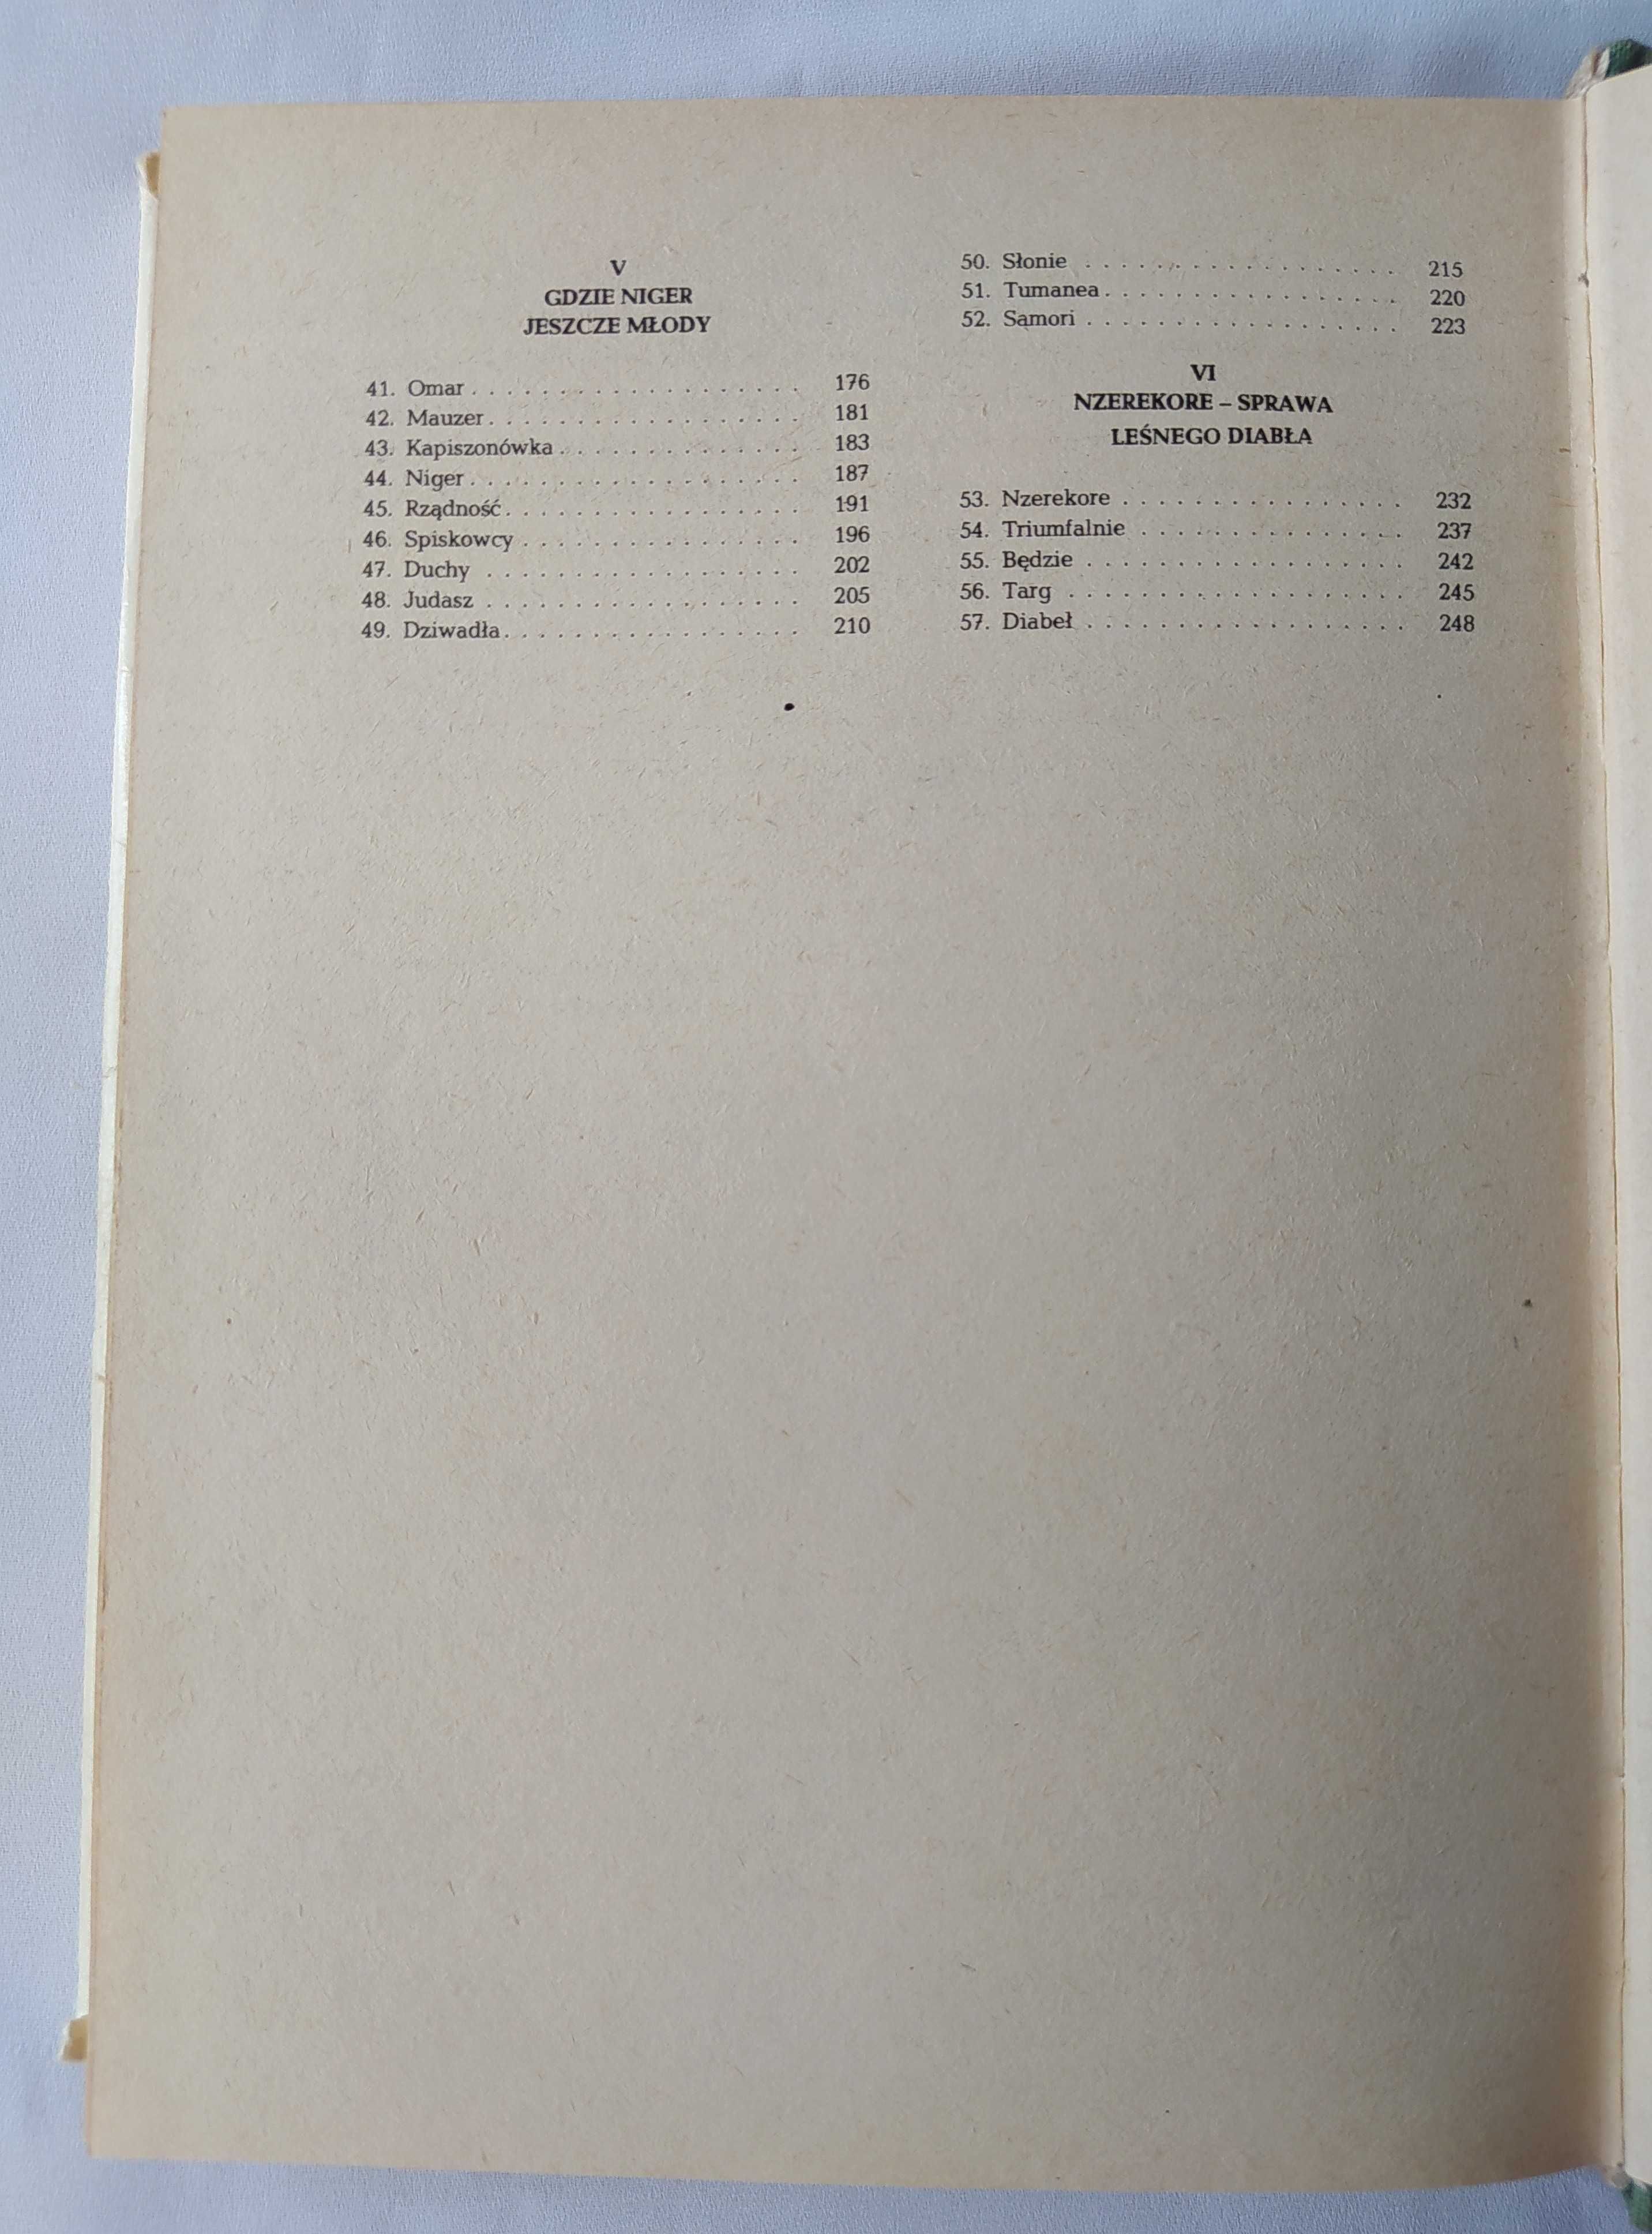 V
GDZIE NIGER
JESZCZE MŁODY
41. Omar . . . . . . . . . . . . . . . . . . . . 176
42. Mauzer . . . . . . . . . . . . . . . . . . . 181
43. Kapiszonówka . . . . . . . . . . . . . . 183
44. Niger . . . . . . . . . . . . . . . . . . . . 187
45. Rządność . . . . . . . . . . . . . . . . . . 191
46. Spiskowcy . . . . . . . . . . . . . . . . . 196
47. Duchy . . . . . . . . . . . . . . . . . . . 202
48. Judasz . . . . . . . . . . . . . . . . . . . 205
49. Dziwadła . . . . . . . . . . . . . . . . . . 210
50. Słonie . . . . . . . . . . . . . . . . . . . 215
51. Tumanea . . . . . . . . . . . . . . . . . . 220
52. Samori . . . . . . . . . . . . . . . . . . . 223
VI
NZEREKORE – SPRAWA
LEŚNEGO DIABŁA
53. Nzerekore . . . . . . . . . . . . . . . . . 232
54. Triumfalnie . . . . . . . . . . . . . . . . 237
55. Będzie . . . . . . . . . . . . . . . . . . . 242
56. Targ . . . . . . . . . . . . . . . . . . . . 245
57. Diabeł . . . . . . . . . . . . . . . . . . . 248